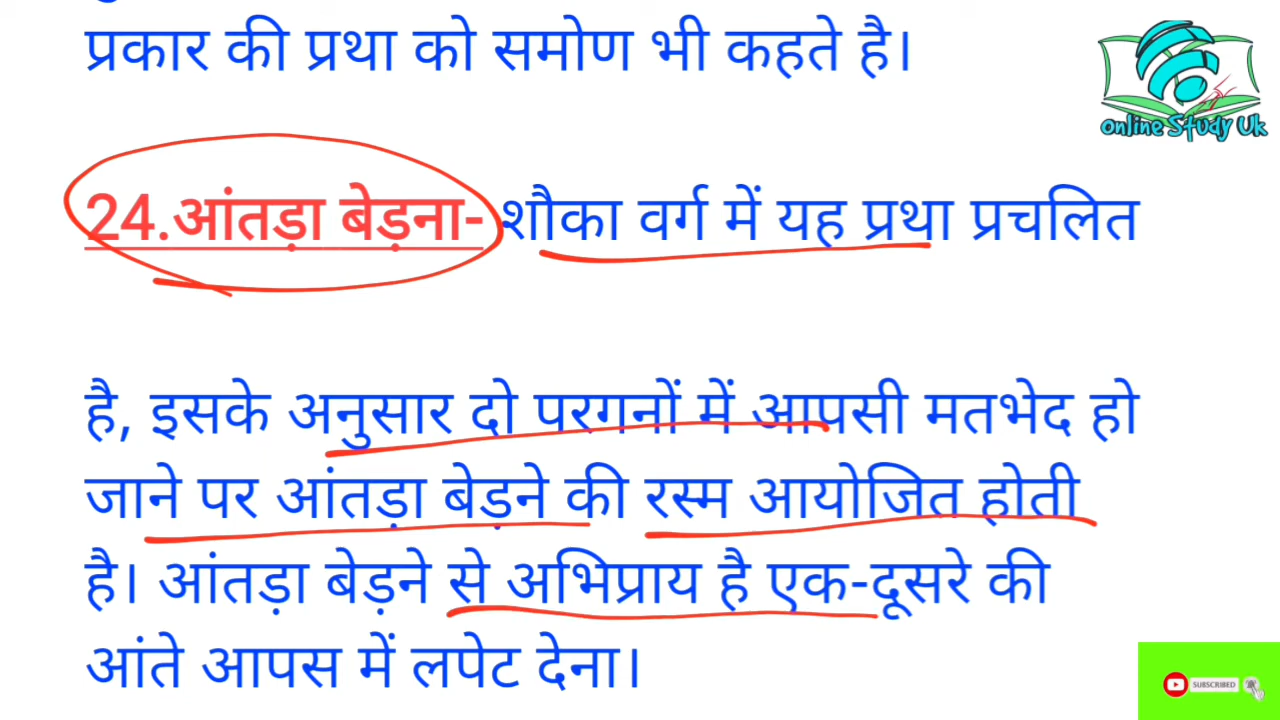 प्रकार की प्रथा को समोण भी कहते है।
Online Study Uk
24.आंतड़ा बेड़ना- शौका वर्ग में यह प्रथा प्रचलित
है, इसके अनुसार दो परगनों में आपसी मतभेद हो
जाने पर आंतड़ा बेड़ने की रस्म आयोजित होती
है। आंतड़ा बेड़ने से अभिप्राय है एक-दूसरे की
आंते आपस में लपेट देना।
SUBSCRIBED